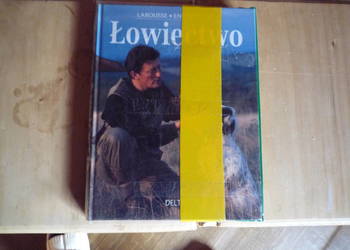 LAROUSSE • EN
Łowiectwo
DELT